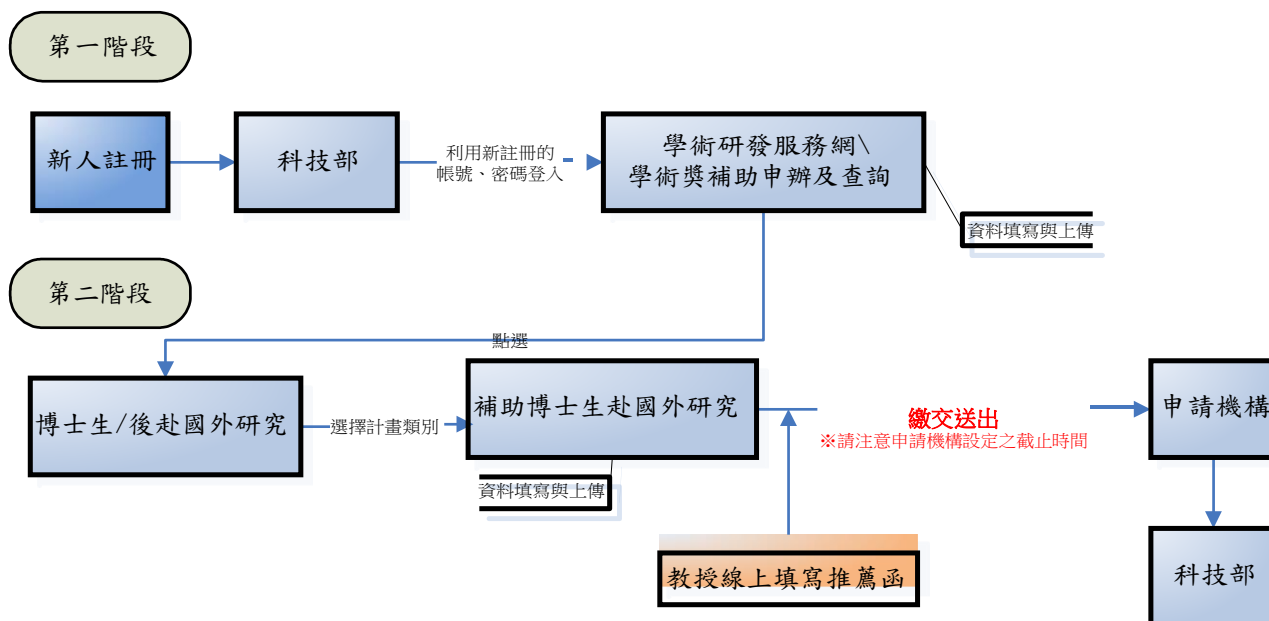 第一階段
新人註冊
科技部
利用新註冊的
帳號、密碼登入
學術研發服務網\
學術獎補助申辦及查詢
資料填寫與上傳
第二階段
點選
博士生/後赴國外研究
選擇計畫類別
補助博士生赴國外研究
資料填寫與上傳
繳交送出
※請注意申請機構設定之截止時間
申請機構
教授線上填寫推薦函
科技部